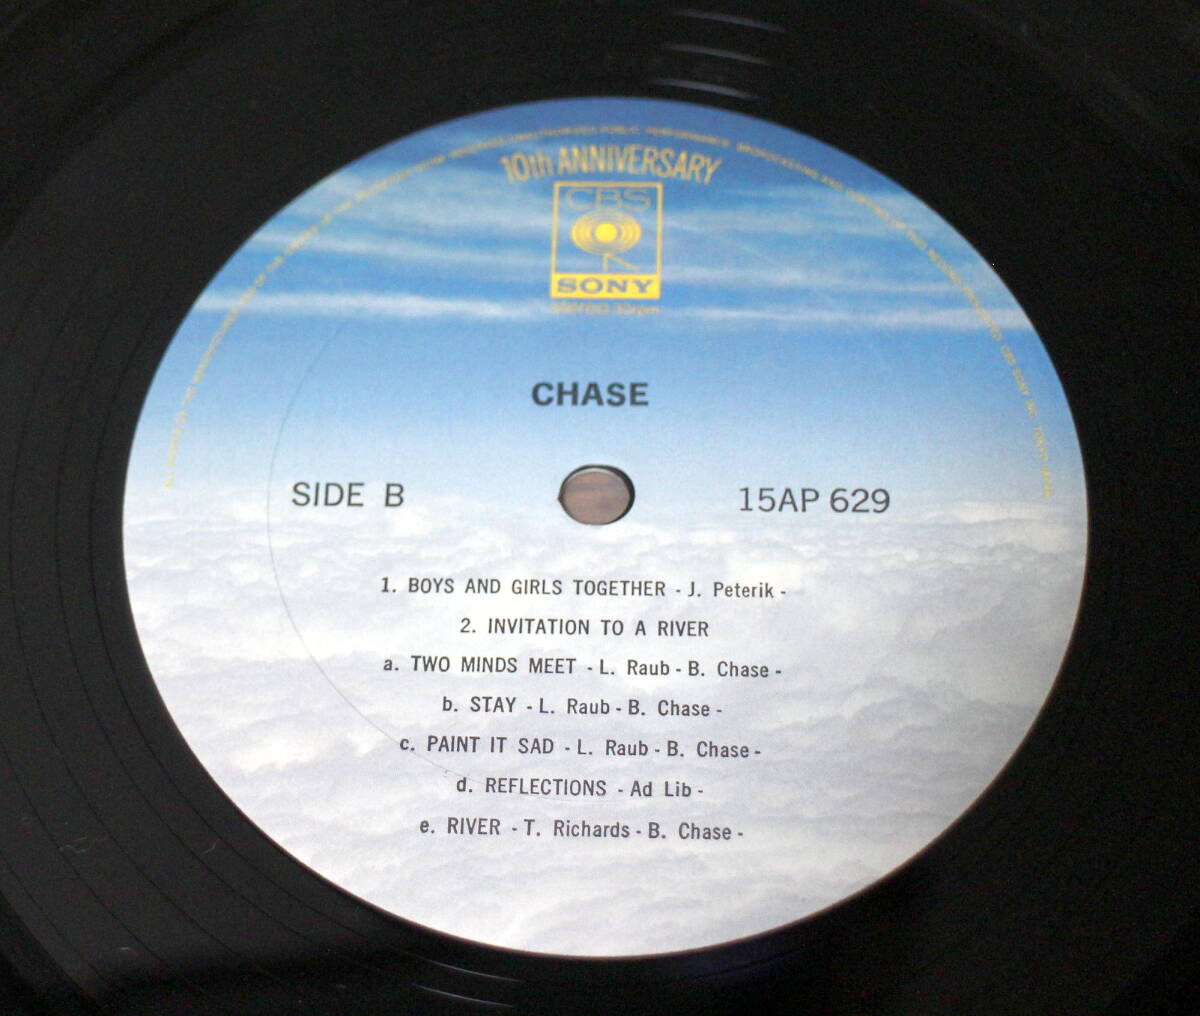 10th ANNIVERSARY
CBS
SONY
CHASE
SIDE B
15AP 629
1. BOYS AND GIRLS TOGETHER - J. Peterik -
2. INVITATION TO A RIVER
a. TWO MINDS MEET - L. Raub - B. Chase -
b. STAY - L. Raub - B. Chase -
c. PAINT IT SAD - L. Raub - B. Chase -
d. REFLECTIONS - Ad Lib -
e. RIVER - T. Richards - B. Chase -